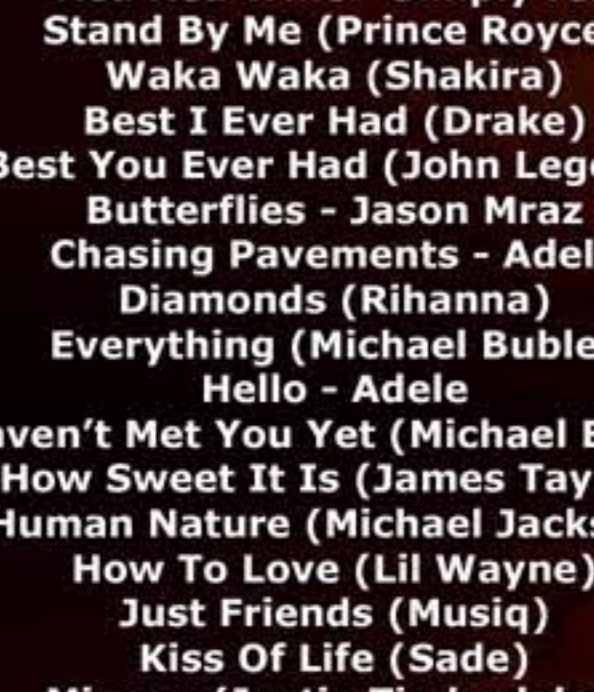 Stand By Me (Prince Royce
Waka Waka (Shakira)
Best I Ever Had (Drake)
Best You Ever Had (John Leg
Butterflies - Jason Mraz
Chasing Pavements - Adel
Diamonds (Rihanna)
Everything (Michael Buble
Hello - Adele
aven't Met You Yet (Michael B
How Sweet It Is (James Tay
Human Nature (Michael Jacks
How To Love (Lil Wayne)
Just Friends (Musiq)
Kiss Of Life (Sade)